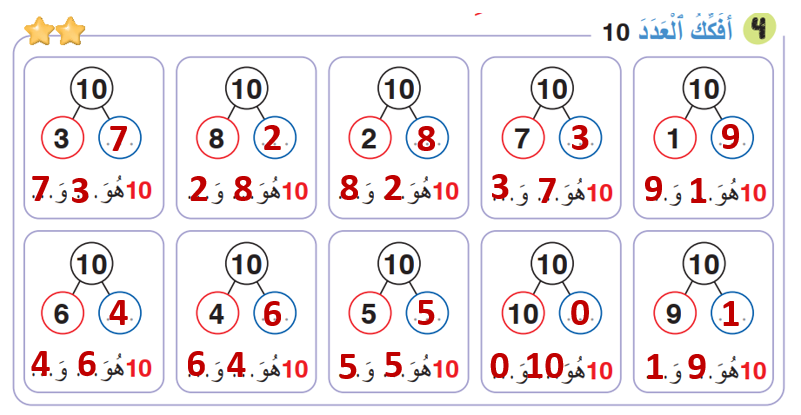 4 أُفَكِّكُ ٱلْعَدَدَ 10
10 10 10 10 10
1 9 7 3 2 8 8 2 3 7
10 هُوَ 1 وَ 9
10 هُوَ 7 وَ 3
10 هُوَ 2 وَ 8
10 هُوَ 8 وَ 2
10 هُوَ 3 وَ 7
10 10 10 10 10
9 1 10 0 5 5 4 6 6 4
10 هُوَ 9 وَ 1
10 هُوَ 10 وَ 0
10 هُوَ 5 وَ 5
10 هُوَ 4 وَ 6
10 هُوَ 6 وَ 4